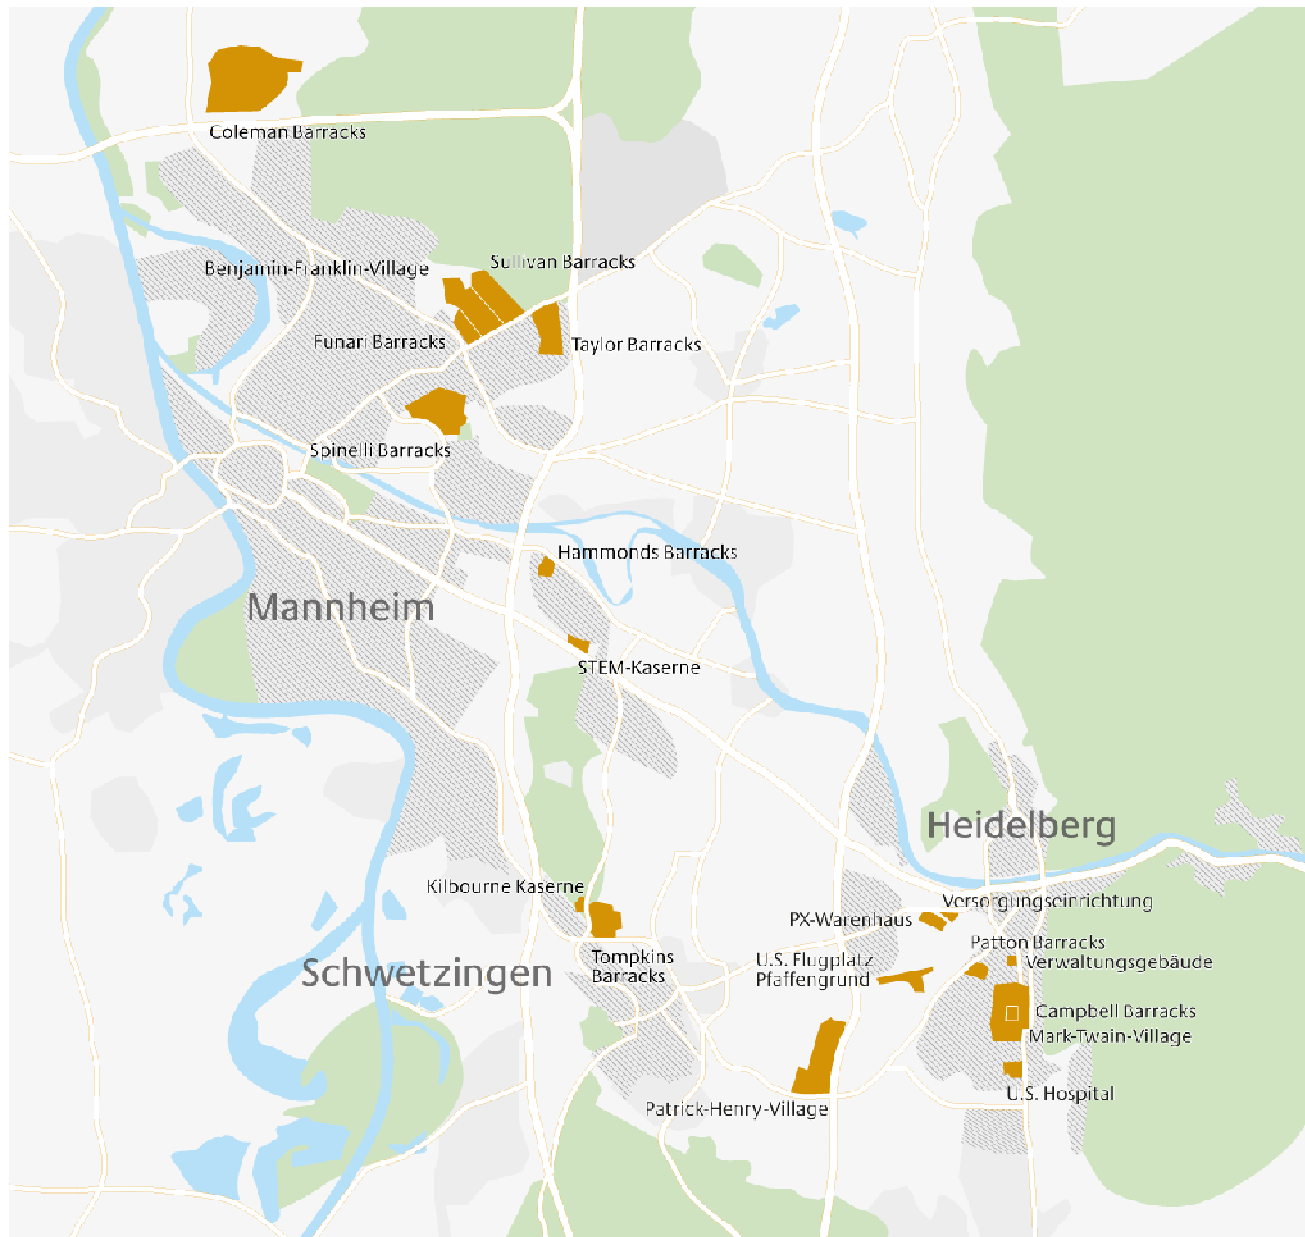 Coleman Barracks
Sullivan Barracks
Benjamin-Franklin-Village
Funari Barracks
Taylor Barracks
Spinelli Barracks
Hammonds Barracks
Mannheim
STEM-Kaserne
Heidelberg
Kilbourne Kaserne
Versorgungseinrichtung
PX-Warenhaus
Patton Barracks
Tompkins
Barracks
U.S. Flugplatz
Pfaffengrund
Verwaltungsgebäude
Schwetzingen
Campbell Barracks
Mark-Twain-Village
U.S. Hospital
Patrick-Henry-Village